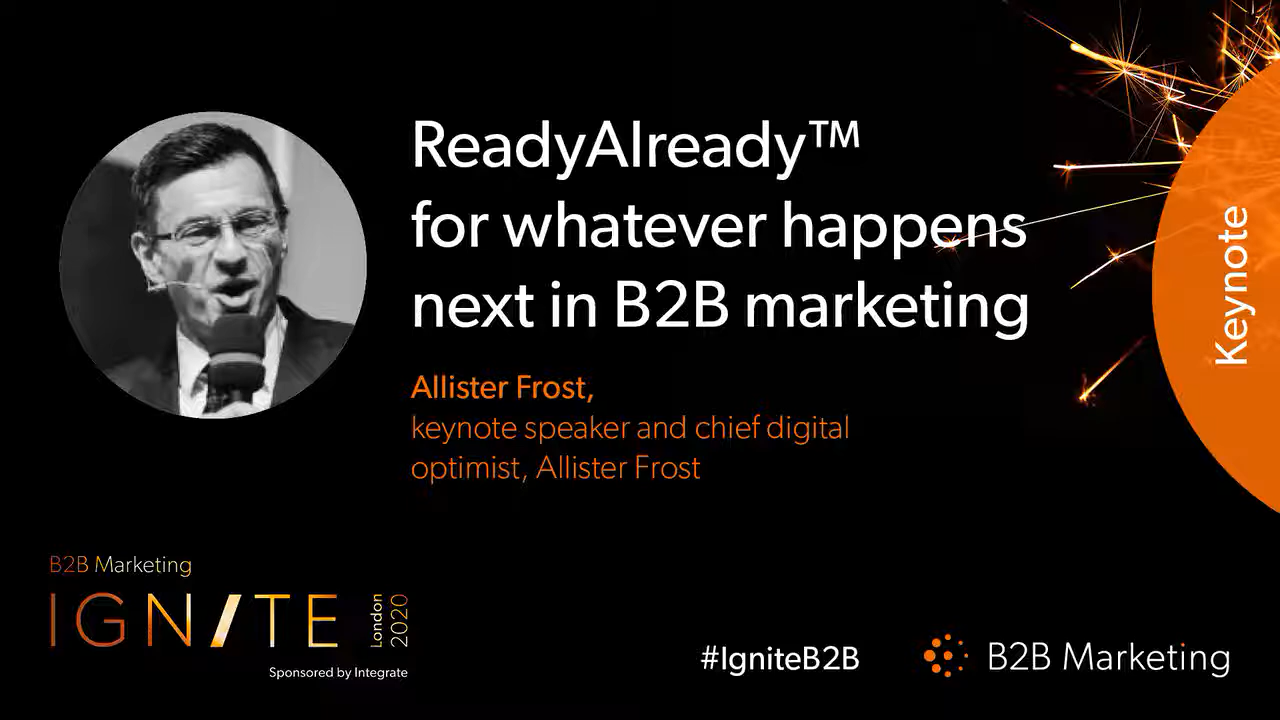 ReadyAlready™
for whatever happens
next in B2B marketing
Keynote
Allister Frost,
keynote speaker and chief digital
optimist, Allister Frost
B2B Marketing
IGNITE
London
2020
Sponsored by Integrate
#IgniteB2B
B2B Marketing